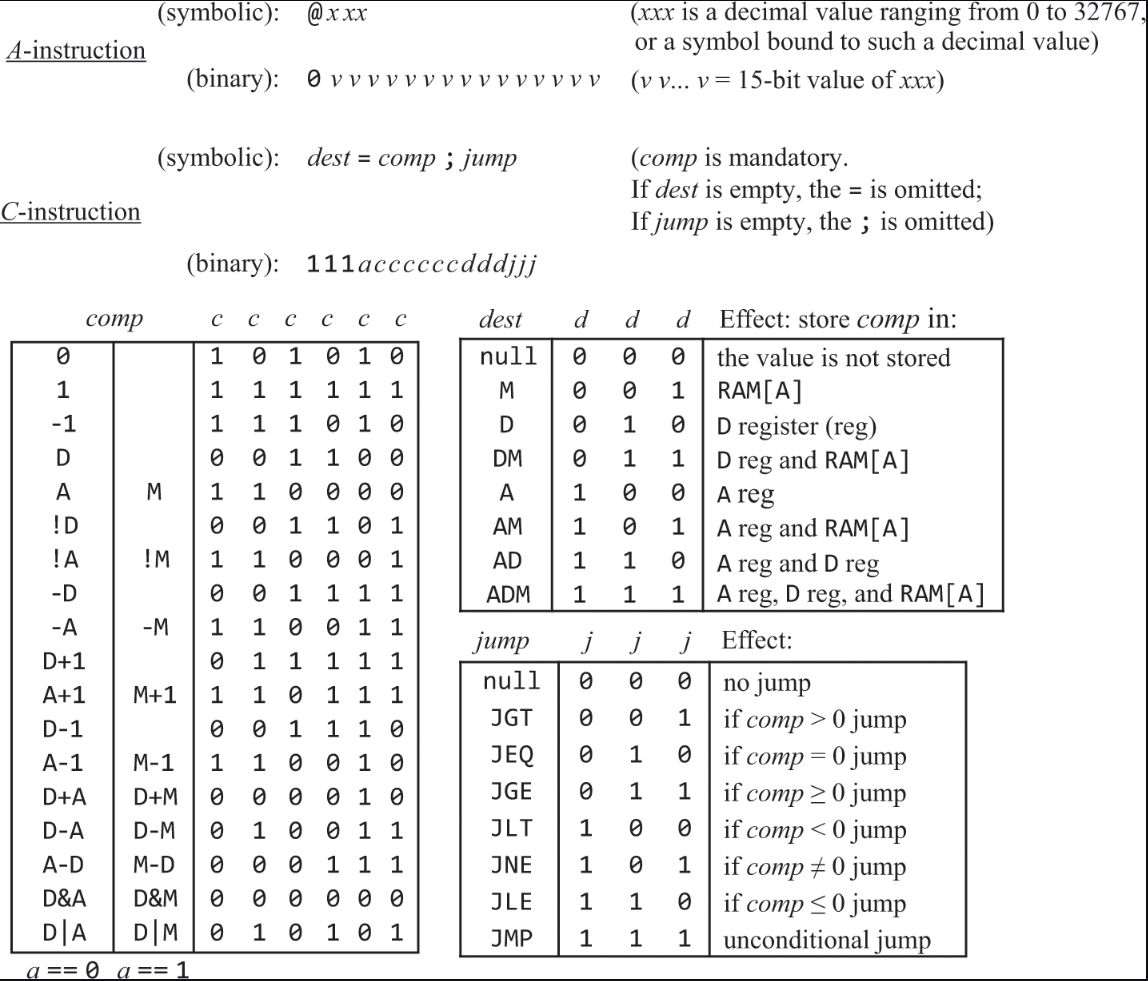 (symbolic): @xxx (xxx is a decimal value ranging from 0 to 32767,
or a symbol bound to such a decimal value)
A-instruction
(binary): 0 v v v v v v v v v v v v v v v (v v... v = 15-bit value of xxx)
(symbolic): dest = comp ; jump (comp is mandatory.
If dest is empty, the = is omitted;
If jump is empty, the ; is omitted)
C-instruction
(binary): 111accccccdddjjj
comp c c c c c c
0 1 0 1 0 1 0
1 1 1 1 1 1 1
-1 1 1 1 0 1 0
D 0 0 1 1 0 0
A M 1 1 0 0 0 0
!D 0 0 1 1 0 1
!A !M 1 1 0 0 0 1
-D 0 0 1 1 1 1
-A -M 1 1 0 0 1 1
D+1 0 1 1 1 1 1
A+1 M+1 1 1 0 1 1 1
D-1 0 0 1 1 1 0
A-1 M-1 1 1 0 0 1 0
D+A D+M 0 0 0 0 1 0
D-A D-M 0 1 0 0 1 1
A-D M-D 0 0 0 1 1 1
D&A D&M 0 0 0 0 0 0
D|A D|M 0 1 0 1 0 1
a == 0 a == 1
dest d d d Effect: store comp in:
null 0 0 0 the value is not stored
M 0 0 1 RAM[A]
D 0 1 0 D register (reg)
DM 0 1 1 D reg and RAM[A]
A 1 0 0 A reg
AM 1 0 1 A reg and RAM[A]
AD 1 1 0 A reg and D reg
ADM 1 1 1 A reg, D reg, and RAM[A]
jump j j j Effect:
null 0 0 0 no jump
JGT 0 0 1 if comp > 0 jump
JEQ 0 1 0 if comp = 0 jump
JGE 0 1 1 if comp ≥ 0 jump
JLT 1 0 0 if comp < 0 jump
JNE 1 0 1 if comp ≠ 0 jump
JLE 1 1 0 if comp ≤ 0 jump
JMP 1 1 1 unconditional jump